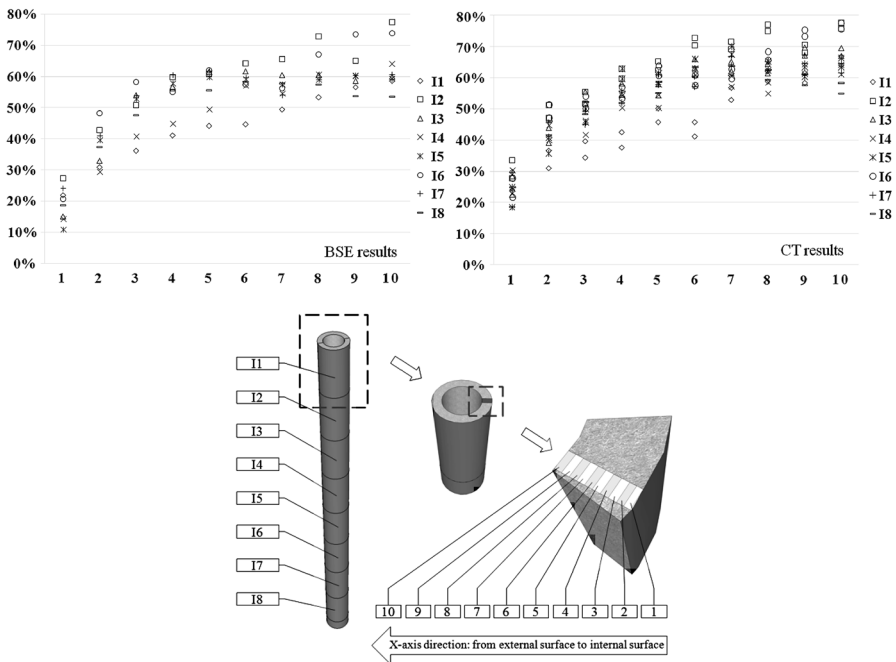 80%
70%
60%
50%
40%
30%
20%
10%
0%
1 2 3 4 5 6 7 8 9 10
BSE results
I1
I2
I3
I4
I5
I6
I7
I8
80%
70%
60%
50%
40%
30%
20%
10%
0%
1 2 3 4 5 6 7 8 9 10
CT results
I1
I2
I3
I4
I5
I6
I7
I8
I1
I2
I3
I4
I5
I6
I7
I8
10 9 8 7 6 5 4 3 2 1
X-axis direction: from external surface to internal surface